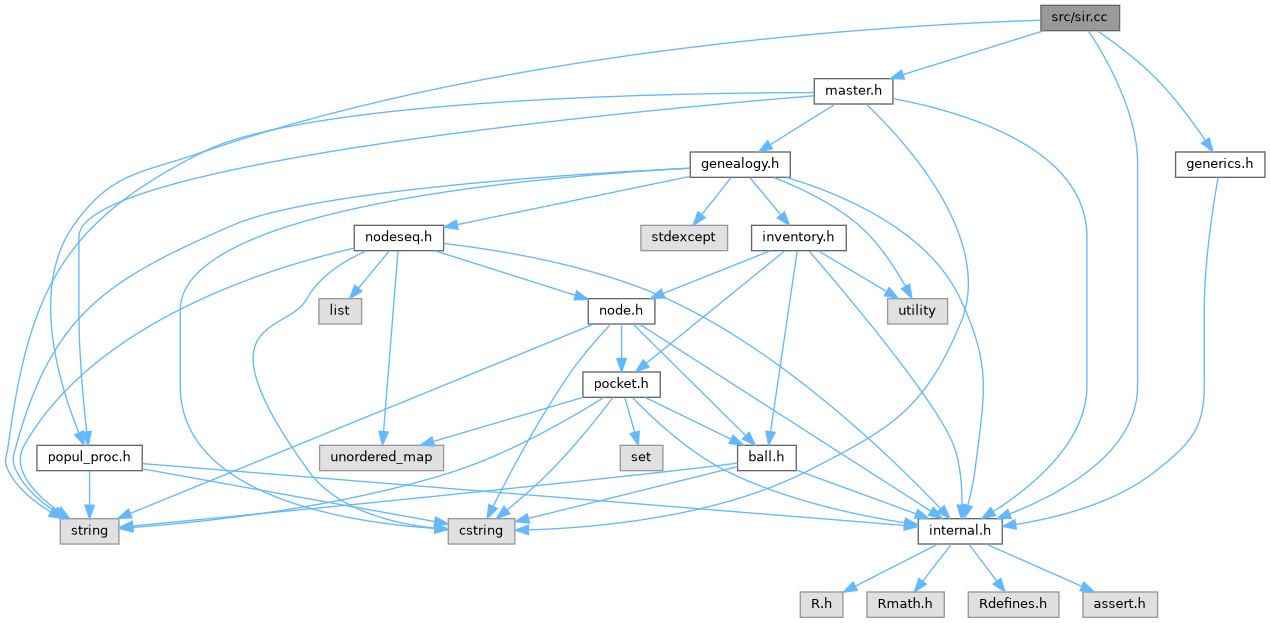 src/sir.cc
master.h
genealogy.h
generics.h
nodeseq.h
stdexcept
inventory.h
list
node.h
utility
pocket.h
popul_proc.h
unordered_map
set
ball.h
string
cstring
internal.h
R.h
Rmath.h
Rdefines.h
assert.h